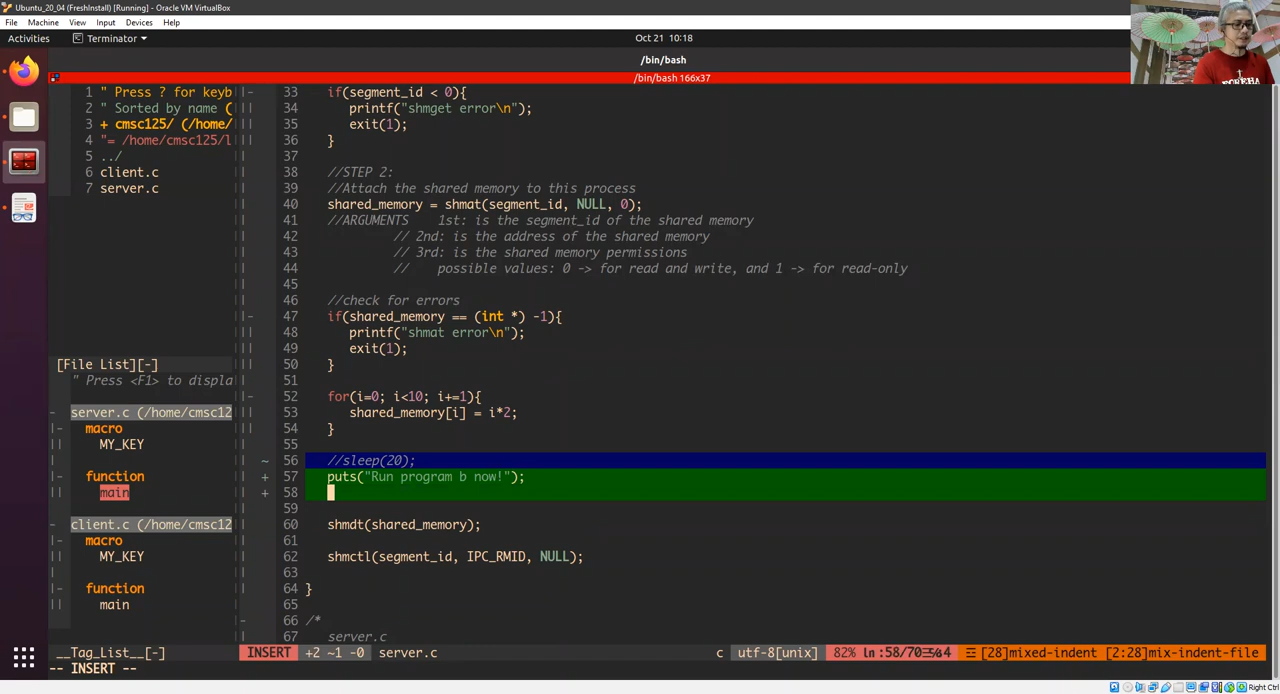 Ubuntu_20_04 (FreshInstall) [Running] - Oracle VM VirtualBox
File Machine View Input Devices Help
Activities Terminator Oct 21 10:18
/bin/bash
/bin/bash 166x37
1 " Press ? for keyb
2 " Sorted by name (
3 + cmsc125/ (/home/
4 "= /home/cmsc125/l
5 ../
6 client.c
7 server.c
[File List][-]
" Press <F1> to displa
- server.c (/home/cmsc12
|- macro
|| MY_KEY
|
|- function
|| main
- client.c (/home/cmsc12
|- macro
|| MY_KEY
|
|- function
|| main
__Tag_List__[-]
33 if(segment_id < 0){
34 printf("shmget error\n");
35 exit(1);
36 }
37
38 //STEP 2:
39 //Attach the shared memory to this process
40 shared_memory = shmat(segment_id, NULL, 0);
41 //ARGUMENTS 1st: is the segment_id of the shared memory
42 // 2nd: is the address of the shared memory
43 // 3rd: is the shared memory permissions
44 // possible values: 0 -> for read and write, and 1 -> for read-only
45
46 //check for errors
47 if(shared_memory == (int *) -1){
48 printf("shmat error\n");
49 exit(1);
50 }
51
52 for(i=0; i<10; i+=1){
53 shared_memory[i] = i*2;
54 }
55
~ 56 //sleep(20);
+ 57 puts("Run program b now!");
+ 58
59
60 shmdt(shared_memory);
61
62 shmctl(segment_id, IPC_RMID, NULL);
63
64 }
65
66 /*
67 server.c
INSERT +2 ~1 -0 server.c c utf-8[unix] 82% ln:58/70 [28]mixed-indent [2:28]mix-indent-file
-- INSERT --
Right Ctrl